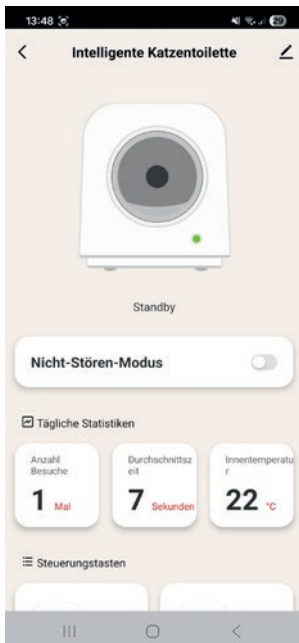 13:48
29
Intelligente Katzentoilette
Standby
Nicht-Stören-Modus
Tägliche Statistiken
Anzahl
Besuche
1 Mal
Durchschnittsz
eit
7 Sekunden
Innentemperatu
r
22 °C
Steuerungstasten